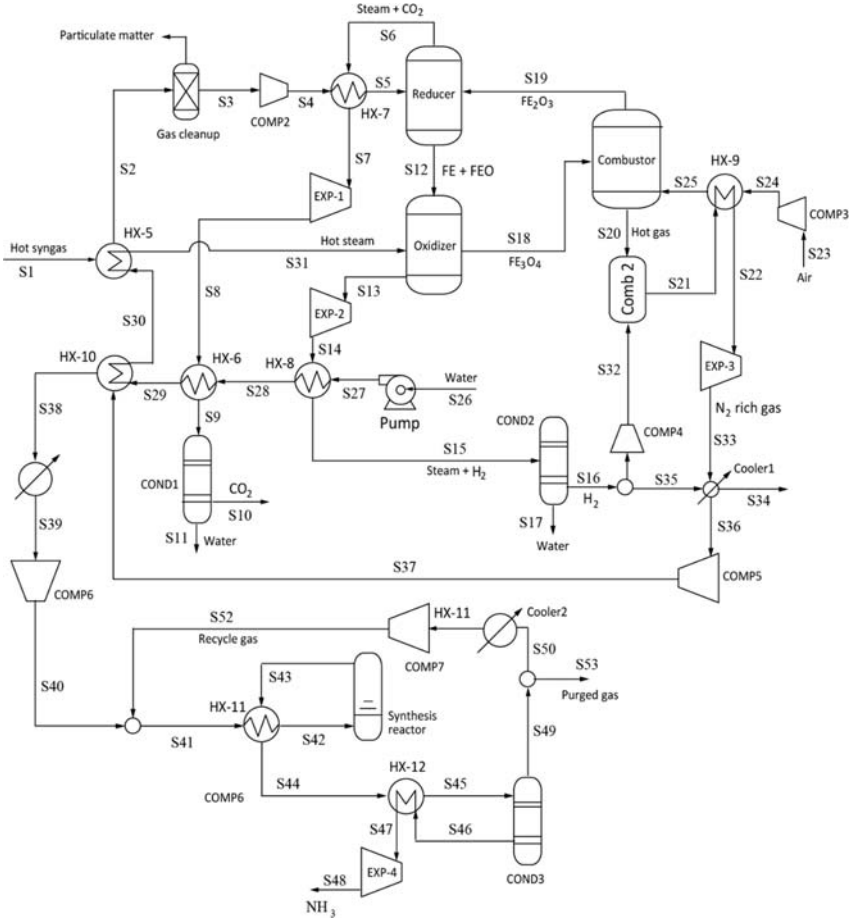 Steam + CO₂
S6
Particulate matter
S3
S4
S5
Gas cleanup
COMP2
HX-7
Reducer
S19
FE₂O₃
Combustor
HX-9
S25
S24
COMP3
S2
S7
S12
FE + FEO
EXP-1
HX-5
Hot syngas
S1
Hot steam
S31
Oxidizer
S18
FE₃O₄
S20
Hot gas
S23
Air
S22
Comb 2
S21
S30
S8
S13
EXP-2
S14
HX-10
HX-6
HX-8
S29
S28
S27
Water
S26
Pump
S32
EXP-3
N₂ rich gas
S38
S9
COND1
CO₂
S10
S11
Water
S15
Steam + H₂
COND2
S16
H₂
S17
Water
COMP4
S35
S33
Cooler1
S34
S36
S39
COMP6
S37
COMP5
S52
Recycle gas
COMP7
HX-11
Cooler2
S50
S53
Purged gas
S40
S43
HX-11
S41
S42
Synthesis
reactor
S49
COMP6
S44
HX-12
S45
S46
S47
COND3
EXP-4
S48
NH₃